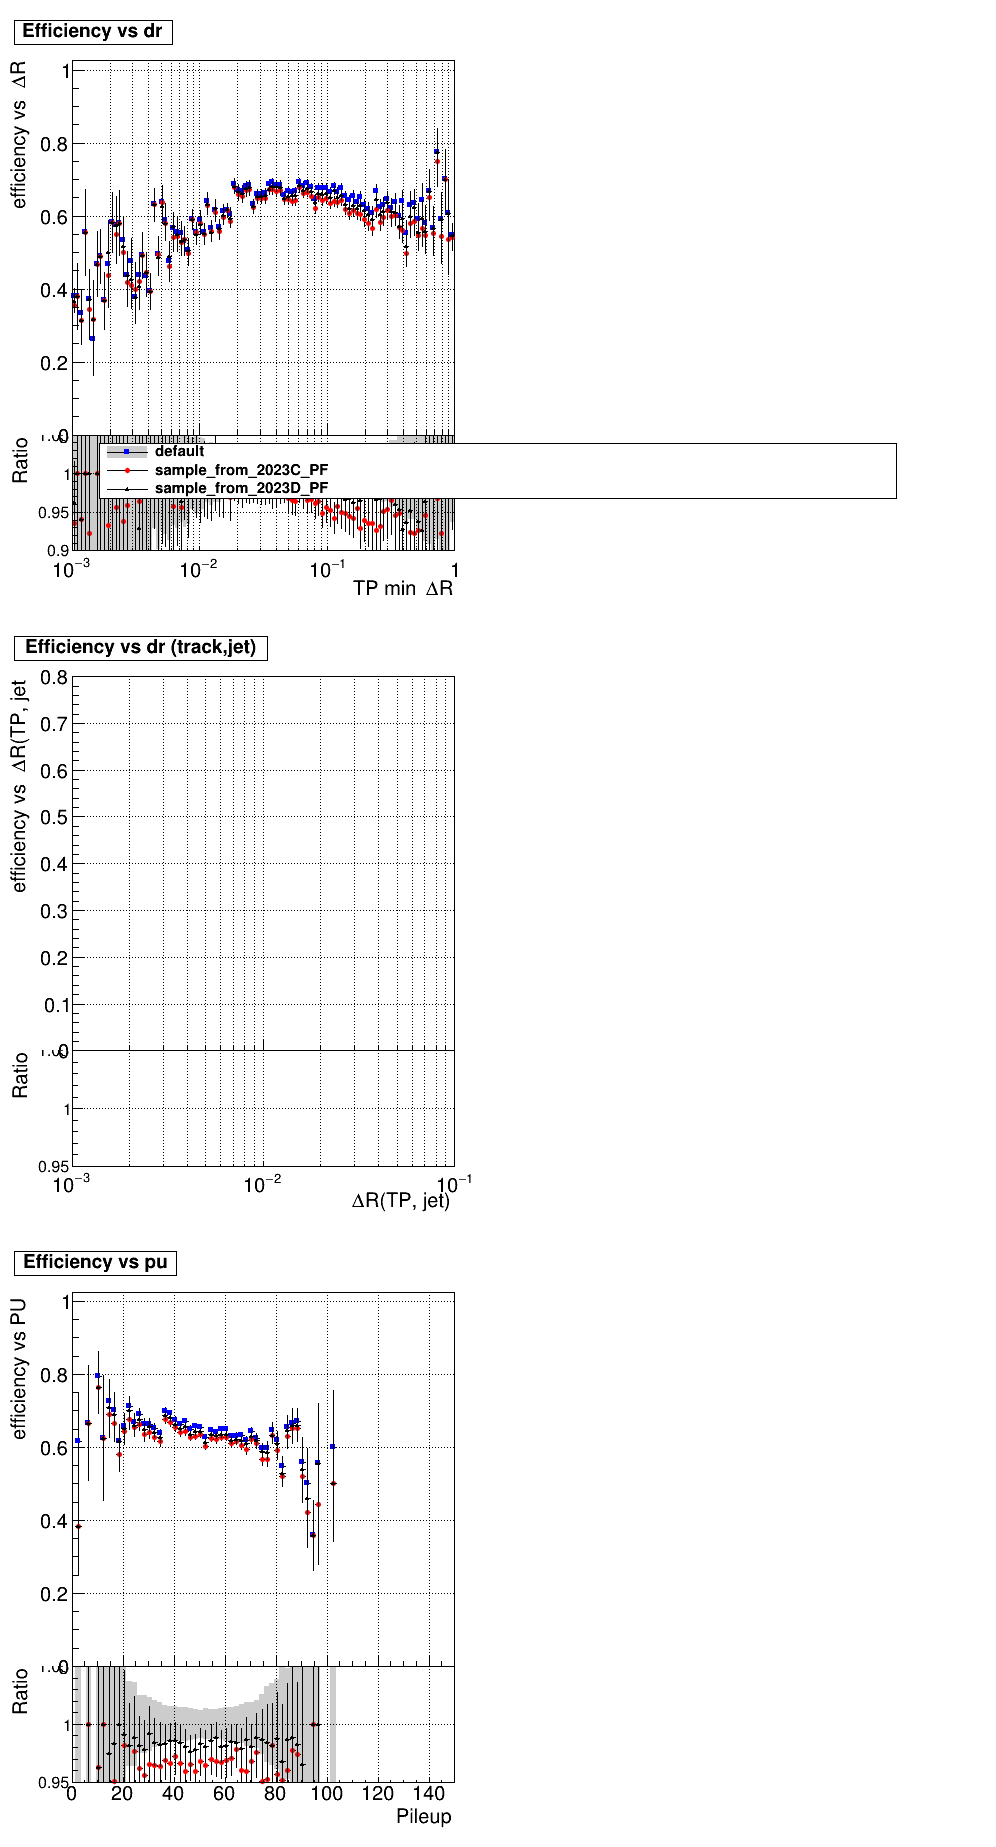 Efficiency vs dr
efficiency vs ΔR
1
0.8
0.6
0.4
0.2
0
Ratio
1
0.95
0.9
default
sample_from_2023C_PF
sample_from_2023D_PF
10⁻³ 10⁻² 10⁻¹ 1
TP min ΔR
Efficiency vs dr (track,jet)
efficiency vs ΔR(TP, jet
0.8
0.7
0.6
0.5
0.4
0.3
0.2
0.1
0
Ratio
1
0.95
10⁻³ 10⁻² 10⁻¹
ΔR(TP, jet)
Efficiency vs pu
efficiency vs PU
1
0.8
0.6
0.4
0.2
0
Ratio
1
0.95
0 20 40 60 80 100 120 140
Pileup